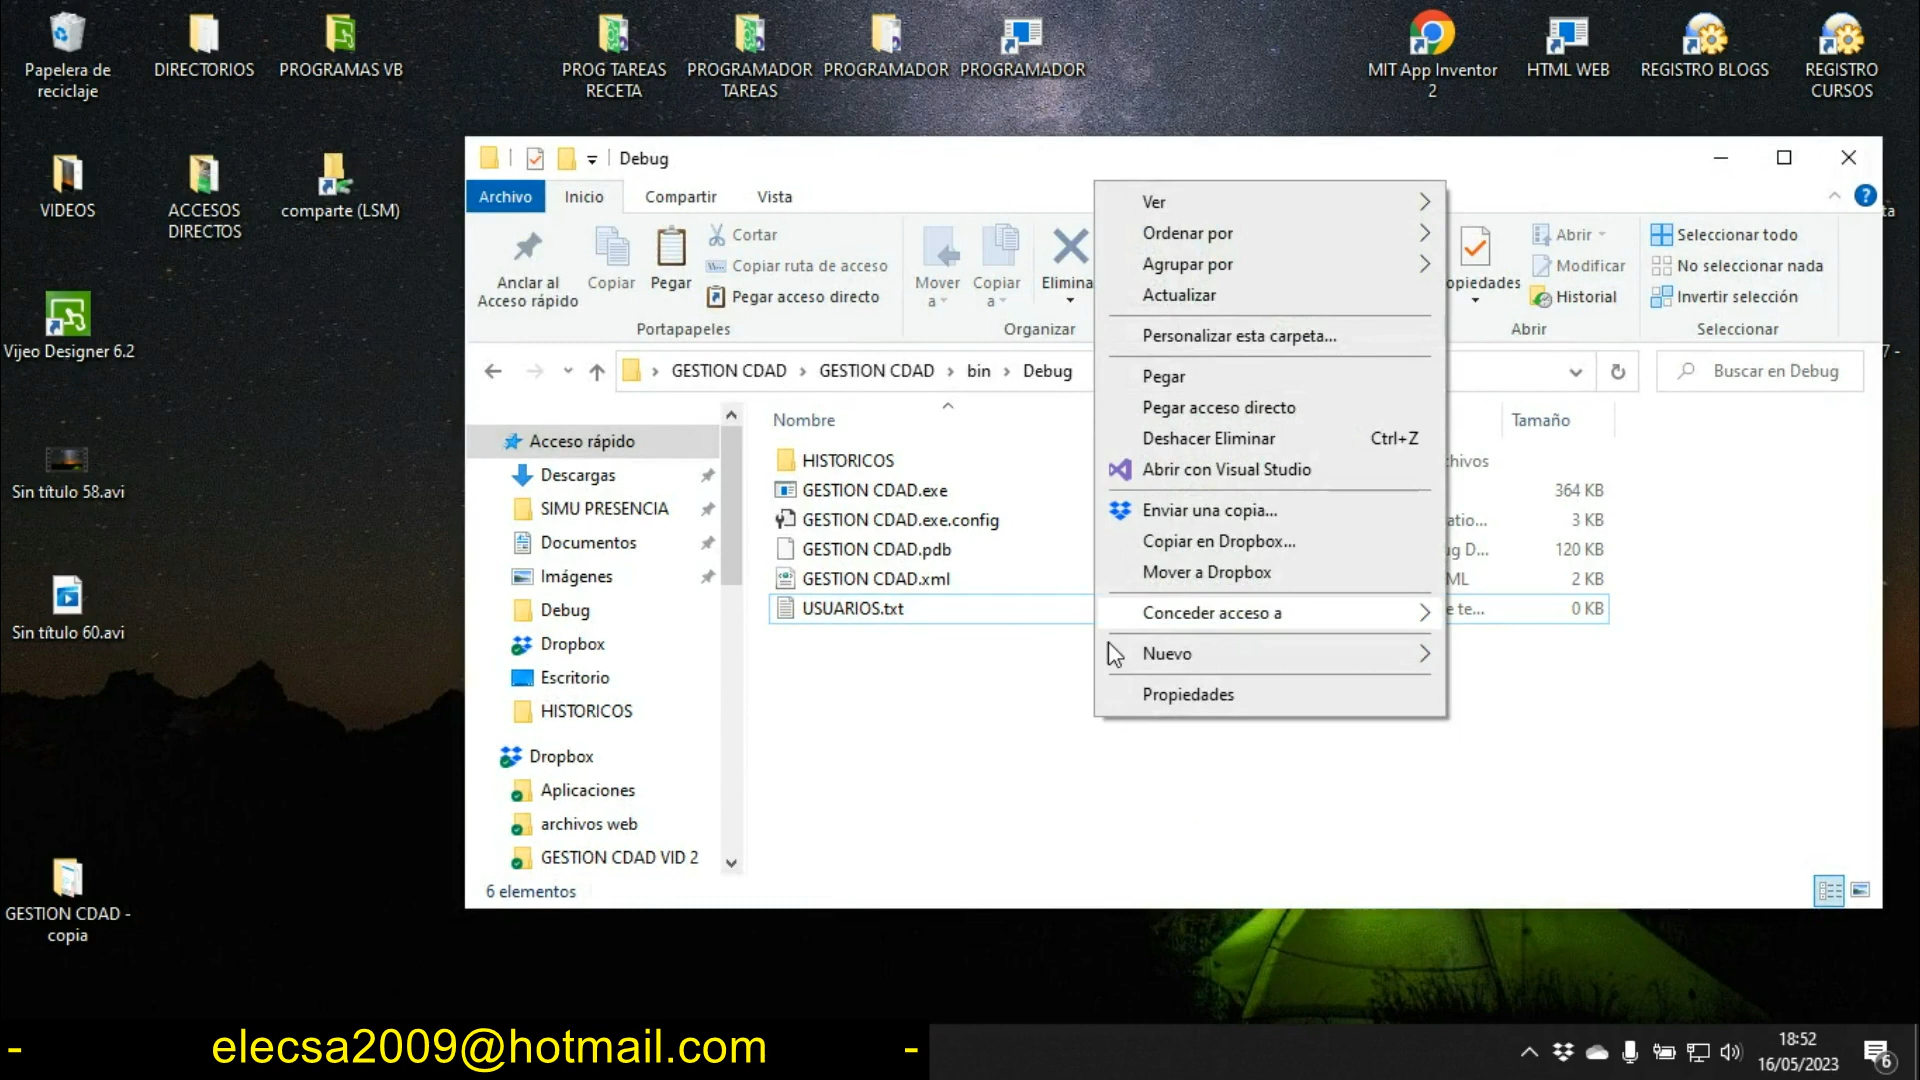 Papelera de
reciclaje
DIRECTORIOS
PROGRAMAS VB
PROG TAREAS
RECETA
PROGRAMADOR
TAREAS
PROGRAMADOR
PROGRAMADOR
MIT App Inventor
2
HTML WEB
REGISTRO BLOGS
REGISTRO
CURSOS
VIDEOS
ACCESOS
DIRECTOS
comparte (LSM)
Vijeo Designer 6.2
Sin título 58.avi
Sin título 60.avi
GESTION CDAD -
copia
Debug
Archivo
Inicio
Compartir
Vista
Anclar al
Acceso rápido
Copiar
Pegar
Cortar
Copiar ruta de acceso
Pegar acceso directo
Portapapeles
Mover
a
Copiar
a
Elimina
Organizar
opiedades
Abrir
Modificar
Historial
Abrir
Seleccionar todo
No seleccionar nada
Invertir selección
Seleccionar
GESTION CDAD
GESTION CDAD
bin
Debug
Buscar en Debug
Acceso rápido
Descargas
SIMU PRESENCIA
Documentos
Imágenes
Debug
Dropbox
Escritorio
HISTORICOS
Dropbox
Aplicaciones
archivos web
GESTION CDAD VID 2
6 elementos
Nombre
Tamaño
HISTORICOS
chivos
GESTION CDAD.exe
364 KB
GESTION CDAD.exe.config
atio...
3 KB
GESTION CDAD.pdb
ug D...
120 KB
GESTION CDAD.xml
ML
2 KB
USUARIOS.txt
e te...
0 KB
Ver
Ordenar por
Agrupar por
Actualizar
Personalizar esta carpeta...
Pegar
Pegar acceso directo
Deshacer Eliminar Ctrl+Z
Abrir con Visual Studio
Enviar una copia...
Copiar en Dropbox...
Mover a Dropbox
Conceder acceso a
Nuevo
Propiedades
ta
7 -
- elecsa2009@hotmail.com -
18:52
16/05/2023
6